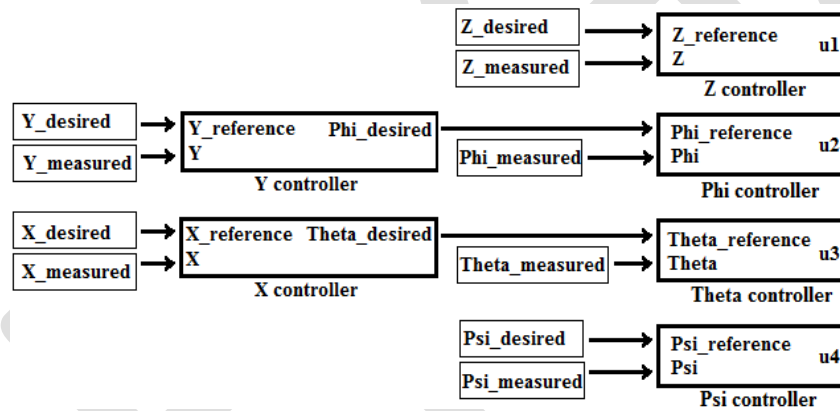 Z_desired
Z_measured
Z_reference
Z
u1
Z controller
Y_desired
Y_measured
Y_reference
Phi_desired
Y
Y controller
Phi_measured
Phi_reference
Phi
u2
Phi controller
X_desired
X_measured
X_reference
Theta_desired
X
X controller
Theta_measured
Theta_reference
Theta
u3
Theta controller
Psi_desired
Psi_measured
Psi_reference
Psi
u4
Psi controller